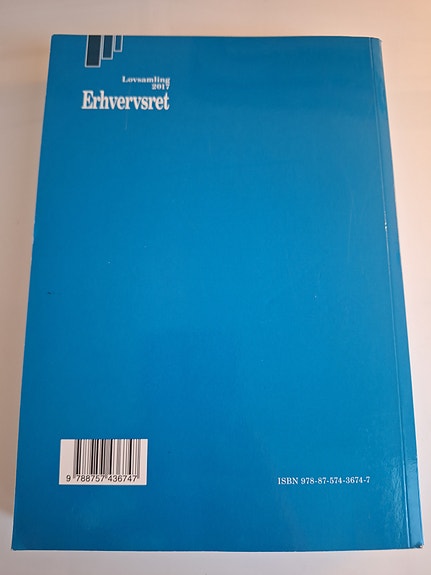 Lovsamling
2017
Erhvervsret
ISBN 978-87-574-3674-7
9 788757 436747